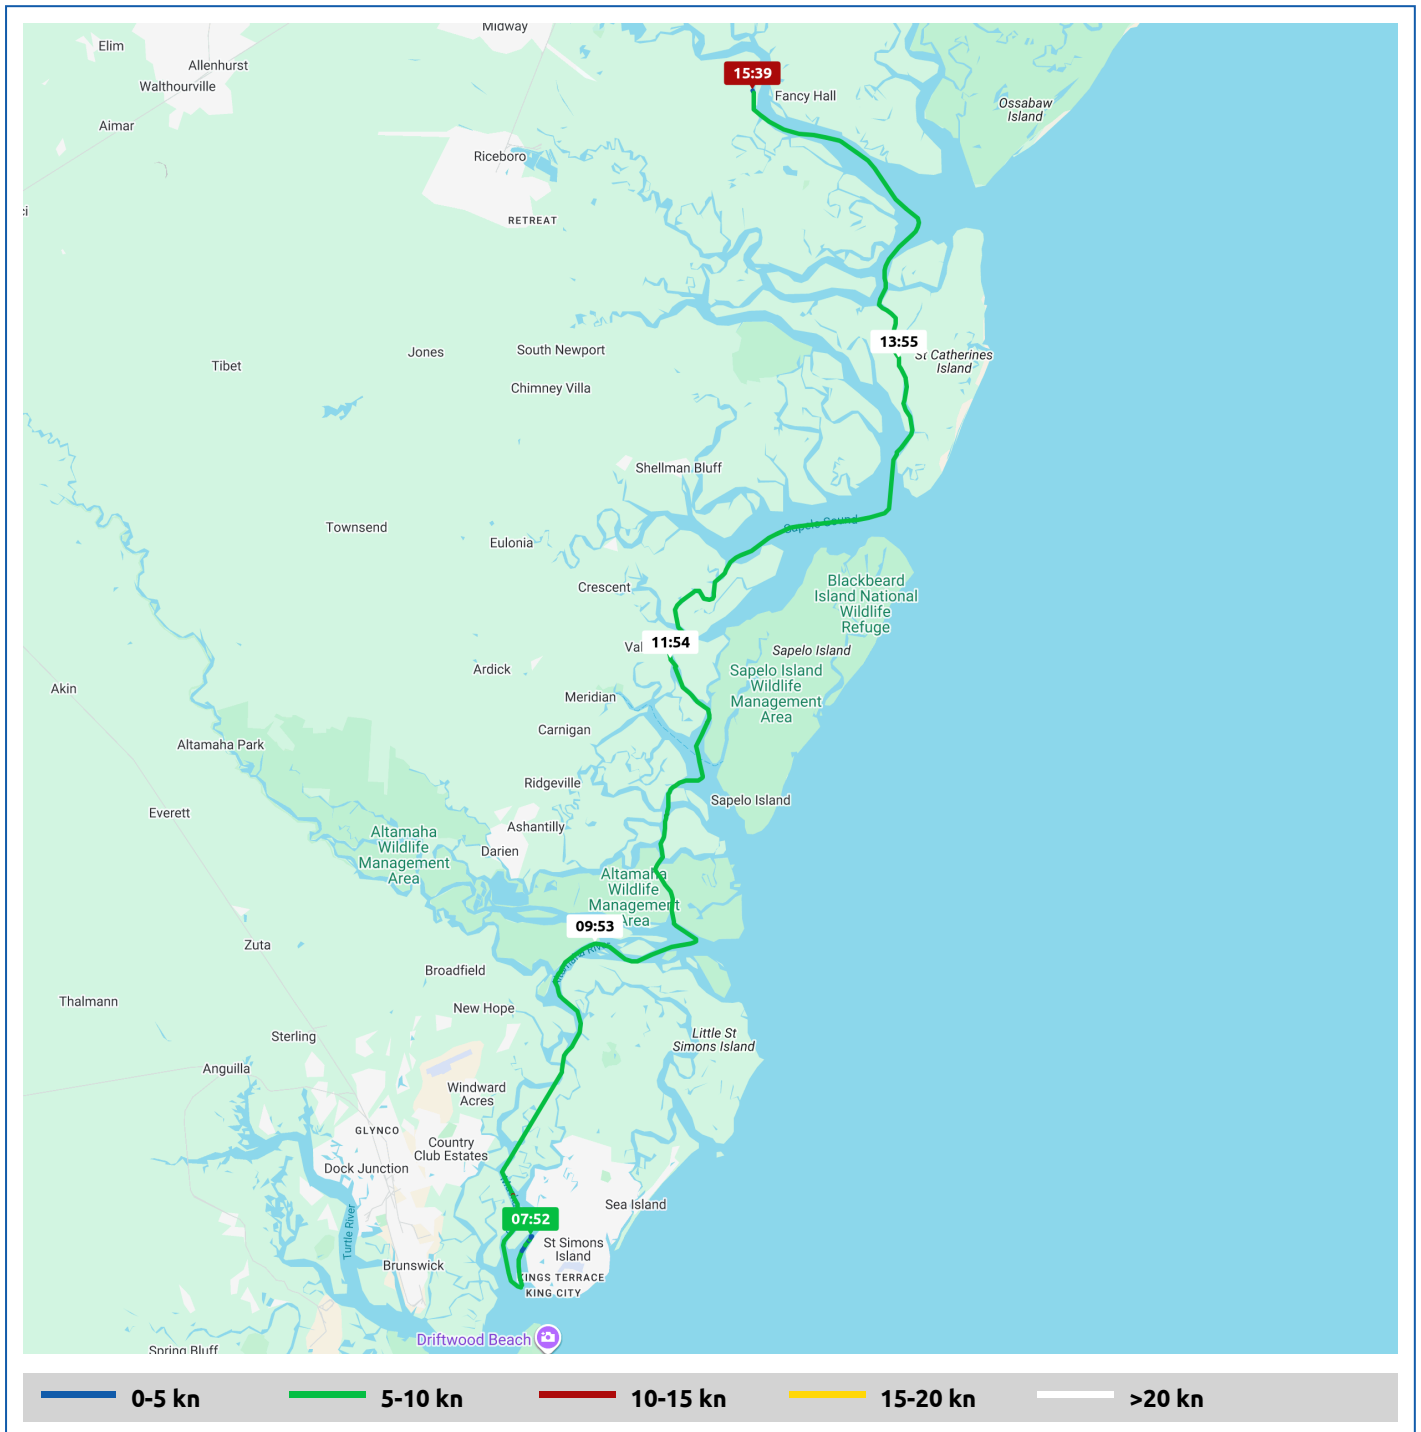 Midway
Elim
Allenhurst
Walthourville
15:39
Fancy Hall
Ossabaw
Island
Aimar
Riceboro
RETREAT
13:55
St Catherines
Island
South Newport
Jones
Tibet
Chimney Villa
Shellman Bluff
Townsend
Sapelo Sound
Eulonia
Crescent
Blackbeard
Island National
Wildlife
Refuge
11:54
Sapelo Island
Ardick
Sapelo Island
Wildlife
Management
Area
Akin
Meridian
Carnigan
Altamaha Park
Ridgeville
Sapelo Island
Everett
Ashantilly
Darien
Altamaha
Wildlife
Management
Area
Altamaha
Wildlife
Management
Area
09:53
Zuta
Altamaha River
Broadfield
Thalmann
New Hope
Sterling
Little St
Simons Island
Anguilla
Windward
Acres
GLYNCO
Country
Club Estates
Dock Junction
Sea Island
Turtle River
07:52
St Simons
Island
Brunswick
KINGS TERRACE
KING CITY
Driftwood Beach
Spring Bluff
0-5 kn
5-10 kn
10-15 kn
15-20 kn
>20 kn